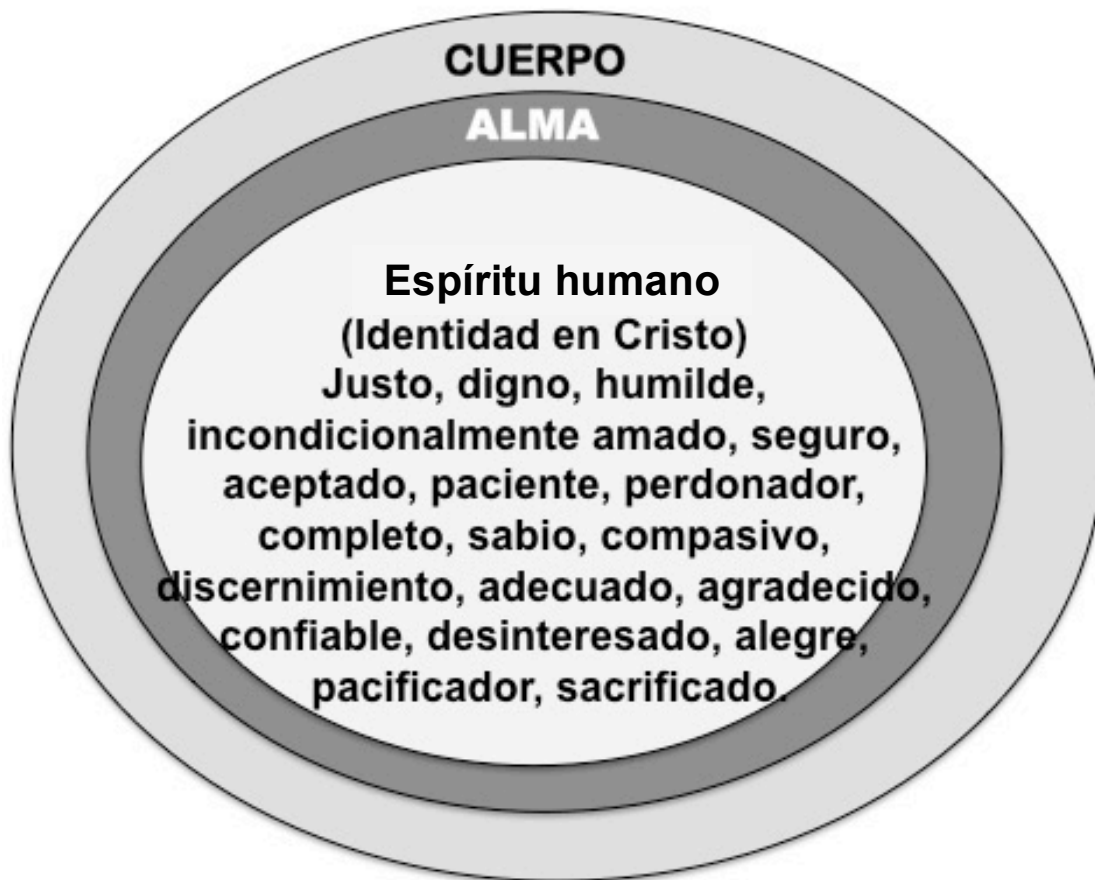 CUERPO
ALMA
Espíritu humano
(Identidad en Cristo)
Justo, digno, humilde,
incondicionalmente amado, seguro,
aceptado, paciente, perdonador,
completo, sabio, compasivo,
discernimiento, adecuado, agradecido,
confiable, desinteresado, alegre,
pacificador, sacrificado.